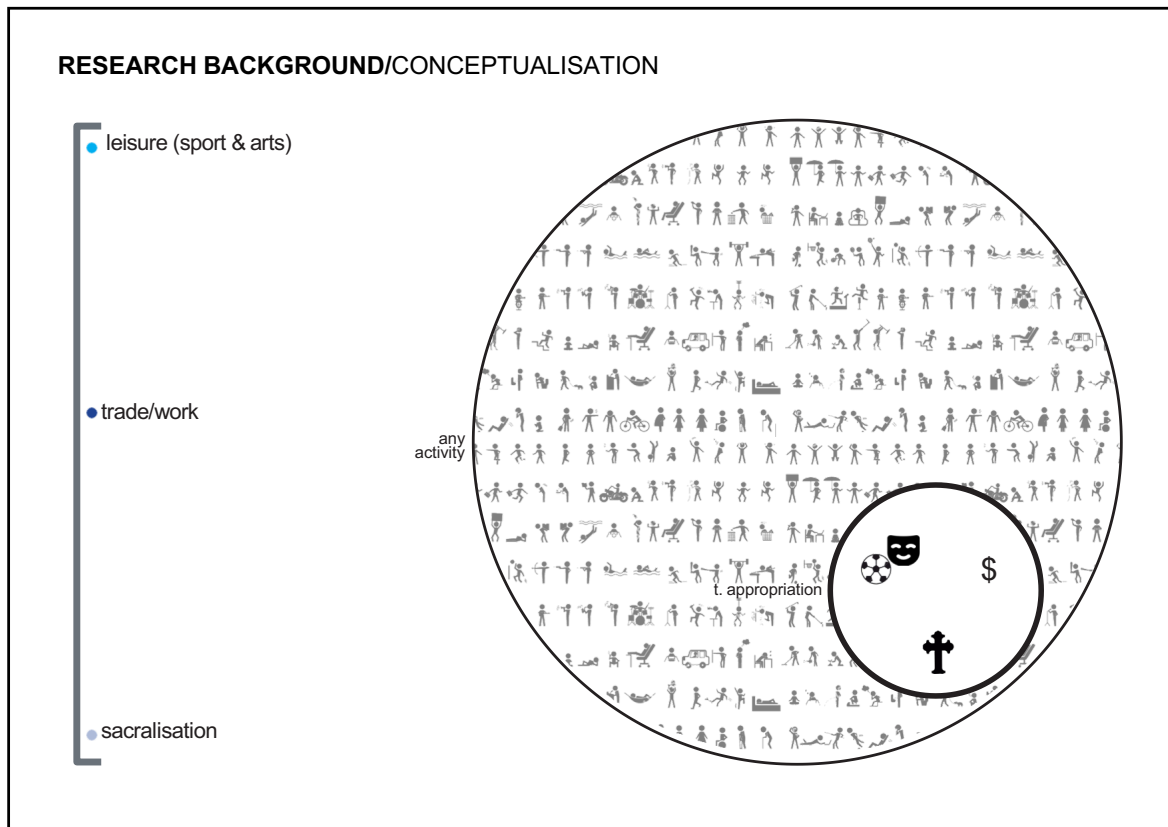 RESEARCH BACKGROUND/CONCEPTUALISATION
leisure (sport & arts)
trade/work
sacralisation
any
activity
t. appropriation
$